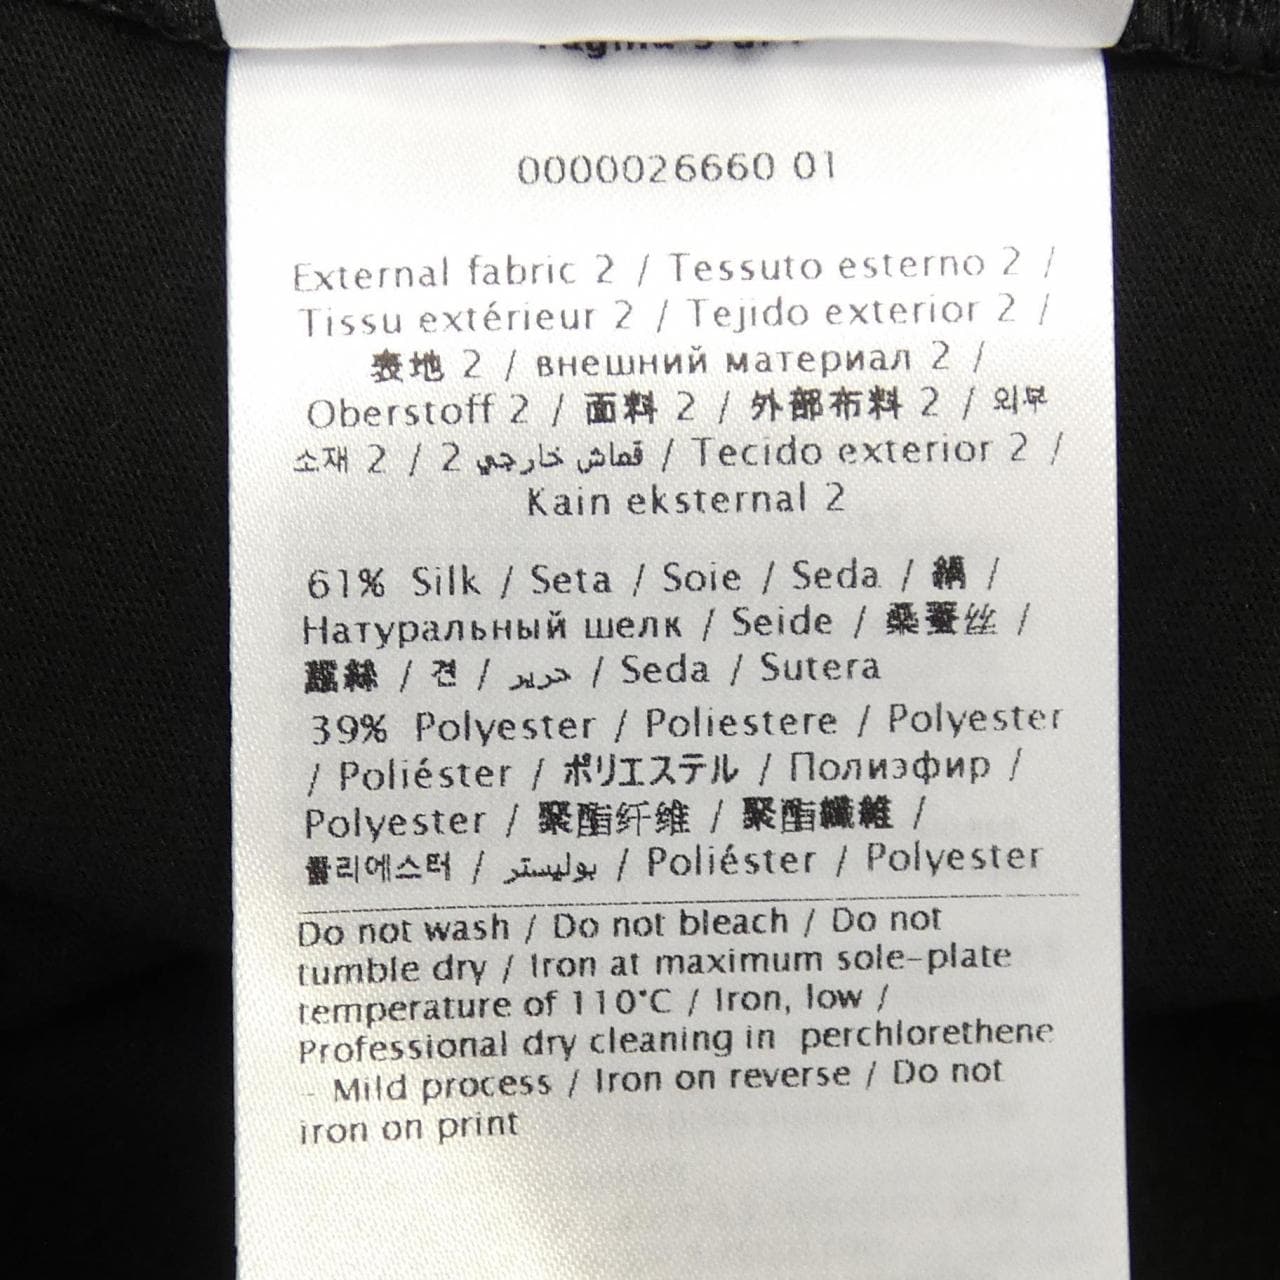 0000026660 01
External fabric 2 / Tessuto esterno 2 /
Tissu extérieur 2 / Tejido exterior 2 /
表地 2 / внешний материал 2 /
Oberstoff 2 / 面料 2 / 外部布料 2 / 외부
소재 2 / قماش خارجي 2 / Tecido exterior 2 /
Kain eksternal 2
61% Silk / Seta / Soie / Seda / 絹 /
Натуральный шелк / Seide / 桑蚕丝 /
蠶絲 / 견 / حرير / Seda / Sutera
39% Polyester / Poliestere / Polyester
/ Poliéster / ポリエステル / Полиэфир /
Polyester / 聚酯纤维 / 聚酯纖維 /
폴리에스터 / بوليستر / Poliéster / Polyester
Do not wash / Do not bleach / Do not
tumble dry / Iron at maximum sole-plate
temperature of 110°C / Iron, low /
Professional dry cleaning in perchlorethene
- Mild process / Iron on reverse / Do not
iron on print